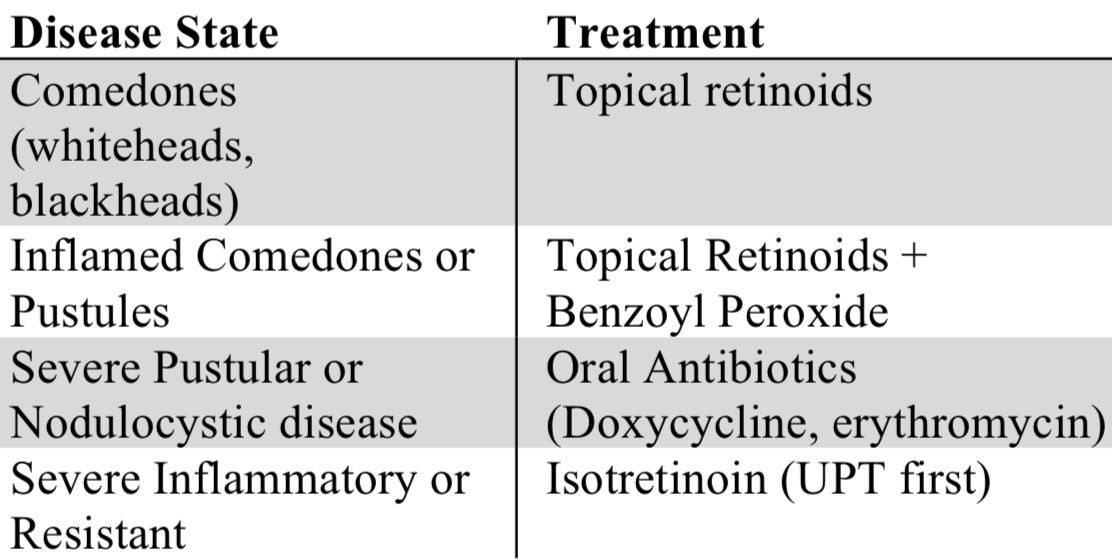 Disease State Treatment
Comedones Topical retinoids
(whiteheads,
blackheads)
Inflamed Comedones or Topical Retinoids +
Pustules Benzoyl Peroxide
Severe Pustular or Oral Antibiotics
Nodulocystic disease (Doxycycline, erythromycin)
Severe Inflammatory or Isotretinoin (UPT first)
Resistant